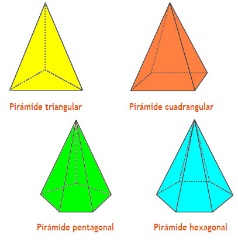 Pirámide triangular
Pirámide cuadrangular
Pirámide pentagonal
Pirámide hexagonal